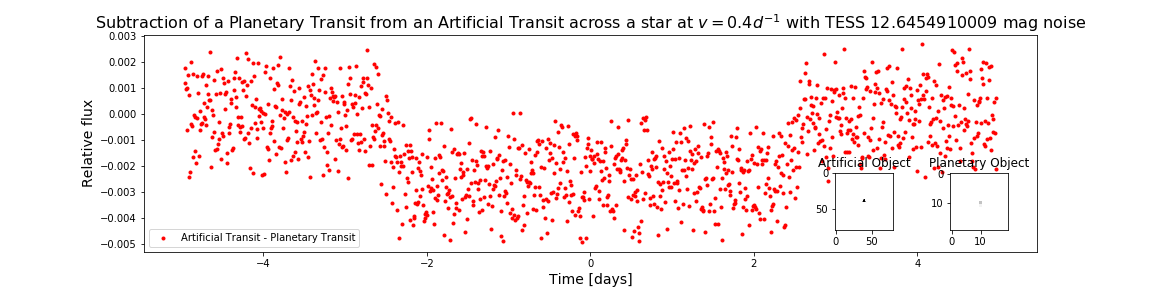 Subtraction of a Planetary Transit from an Artificial Transit across a star at v = 0.4d⁻¹ with TESS 12.6454910009 mag noise
0.003
0.002
0.001
0.000
−0.001
−0.002
−0.003
−0.004
−0.005
Relative flux
Artificial Transit - Planetary Transit
Artificial Object
0
50
0 50
Planetary Object
0
10
0 10
−4 −2 0 2 4
Time [days]